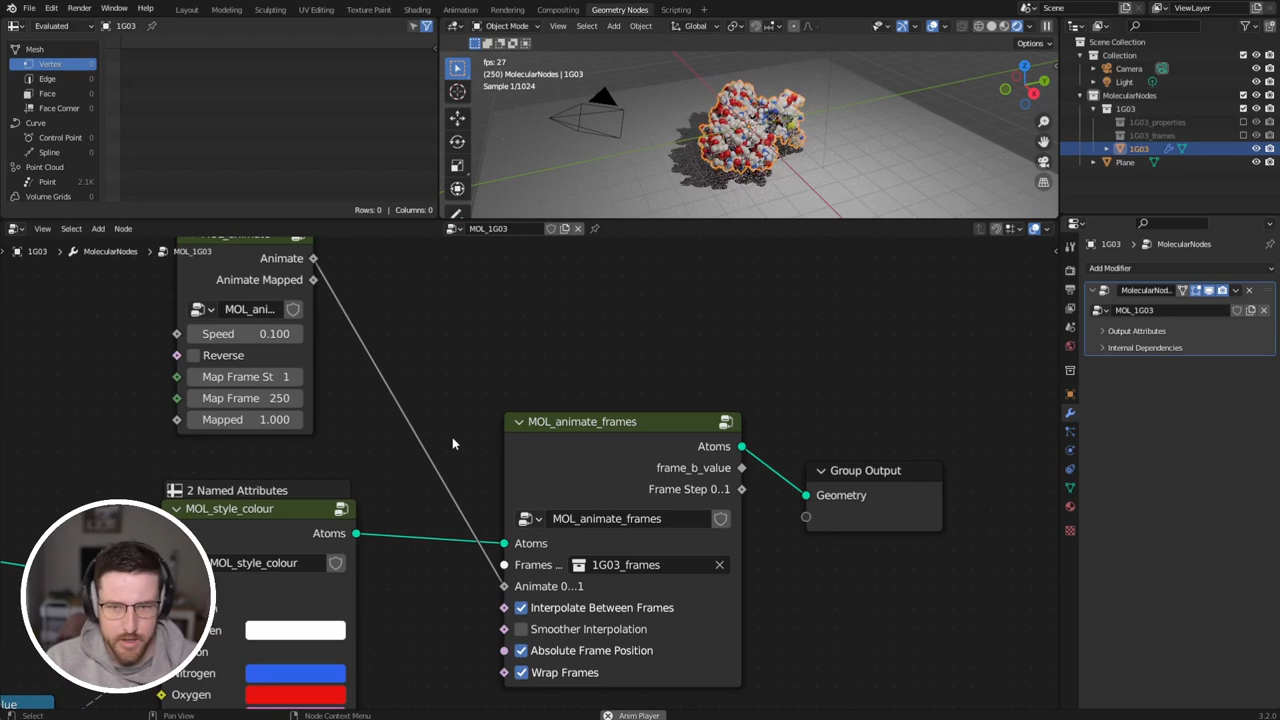 File Edit Render Window Help
Modeling Sculpting UV Editing Texture Paint Shading Animation Rendering Compositing Geometry Nodes Scripting
Scene
ViewLayer
Evaluated
1G03
Object Mode View Select Add Object
Global
Options
Mesh
Vertex 0
Edge 0
Face 0
Face Corner 0
Curve
Control Point 0
Spline 0
Point Cloud
Point 2.1K
Volume Grids 0
Rows: 0 | Columns: 0
fps: 27
(250) MolecularNodes | 1G03
Sample 1/1024
Z
Y
X
Scene Collection
Collection
Camera
Light
MolecularNodes
1G03
1G03_properties
1G03_frames
1G03
Plane
View Select Add Node
MOL_1G03
1G03 > MolecularNodes > MOL_1G03
Animate
Animate Mapped
MOL_ani...
Speed 0.100
Reverse
Map Frame St 1
Map Frame 250
Mapped 1.000
2 Named Attributes
MOL_style_colour
Atoms
MOL_style_colour
Nitrogen
Oxygen
MOL_animate_frames
Atoms
frame_b_value
Frame Step 0..1
MOL_animate_frames
Atoms
Frames ... 1G03_frames
Animate 0...1
Interpolate Between Frames
Smoother Interpolation
Absolute Frame Position
Wrap Frames
Group Output
Geometry
1G03 > MolecularNodes
Add Modifier
MolecularNod...
MOL_1G03
Output Attributes
Internal Dependencies
Select
Pan View
Node Context Menu
Anim Player
3.2.0